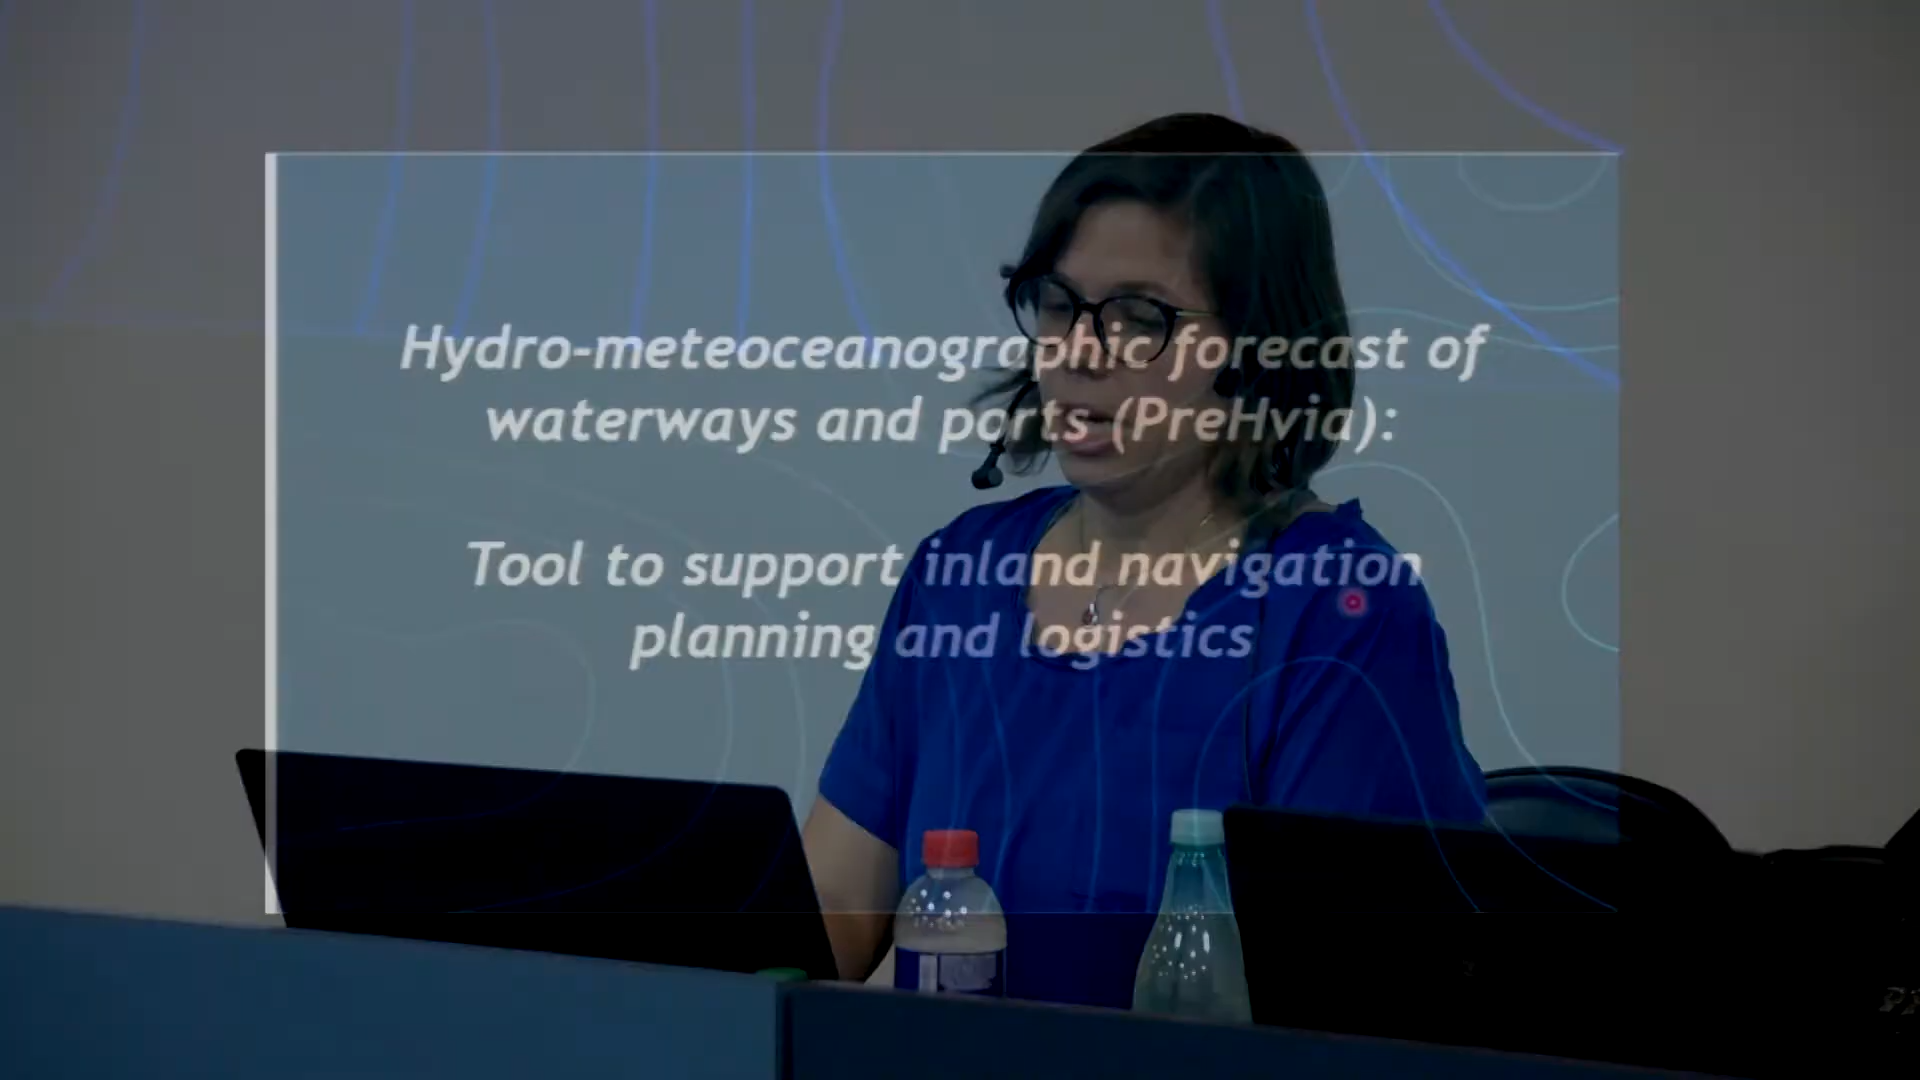 Hydro-meteoceanographic forecast of
waterways and ports (PreHvia):
Tool to support inland navigation
planning and logistics